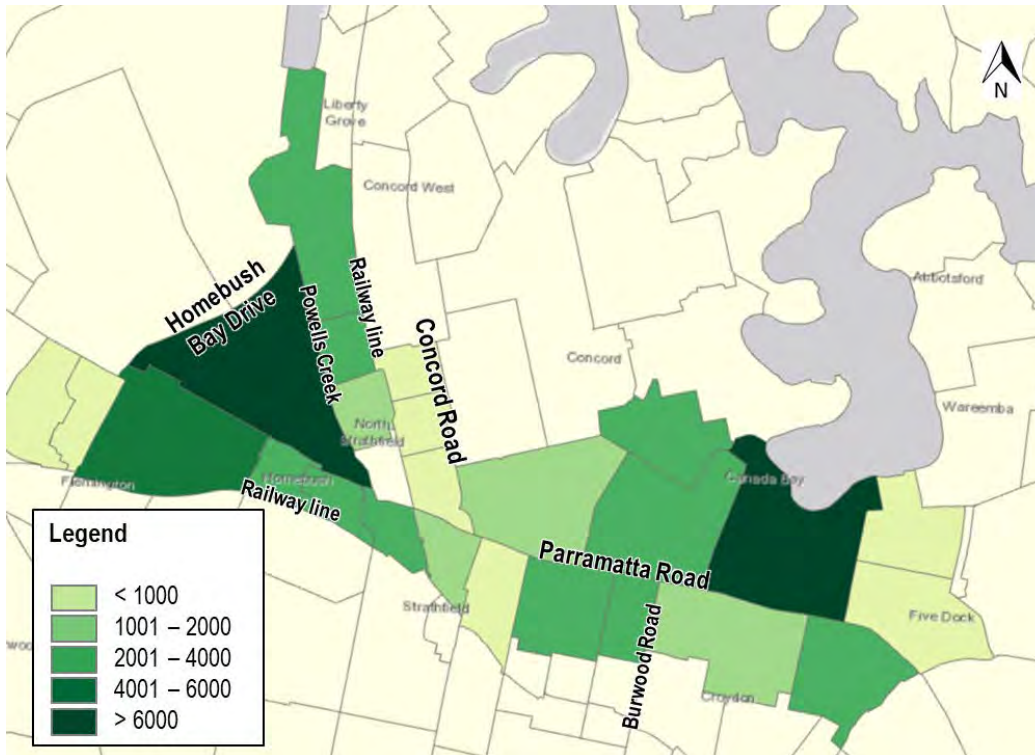 N
Liberty
Grove
Concord West
Abbotsford
Homebush
Bay Drive
Powells Creek
Railway line
Concord Road
Concord
Wareemba
North
Strathfield
Flemington
Homebush
Railway line
Canada Bay
Parramatta Road
Strathfield
Burwood Road
Five Dock
Croydon
Legend
< 1000
1001 – 2000
2001 – 4000
4001 – 6000
> 6000